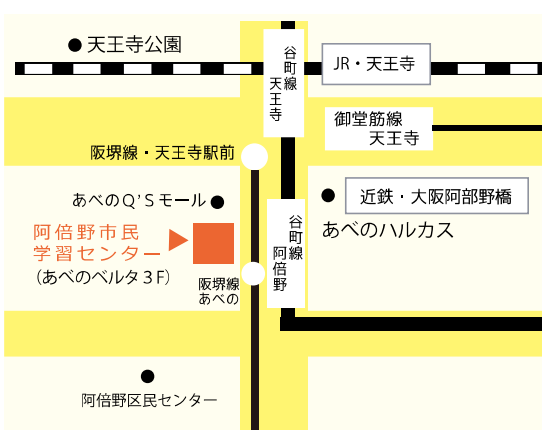 天王寺公園
谷町線
天王寺
JR・天王寺
御堂筋線
天王寺
阪堺線・天王寺駅前
あべのQ'Sモール
近鉄・大阪阿部野橋
あべのハルカス
阿倍野市民
学習センター
(あべのベルタ3F)
谷町線
阿倍野
阪堺線
あべの
阿倍野区民センター